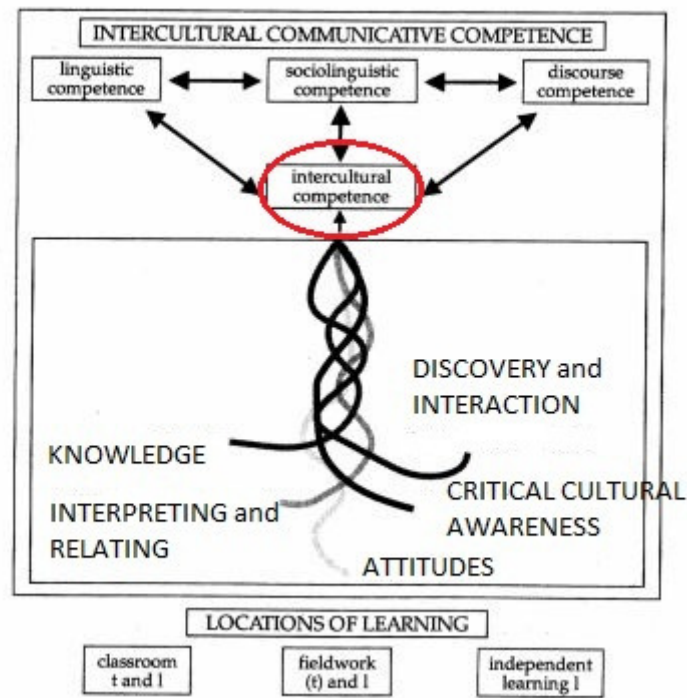 INTERCULTURAL COMMUNICATIVE COMPETENCE
linguistic
competence
sociolinguistic
competence
discourse
competence
intercultural
competence
DISCOVERY and
INTERACTION
KNOWLEDGE
CRITICAL CULTURAL
AWARENESS
INTERPRETING and
RELATING
ATTITUDES
LOCATIONS OF LEARNING
classroom
t and l
fieldwork
(t) and l
independent
learning l